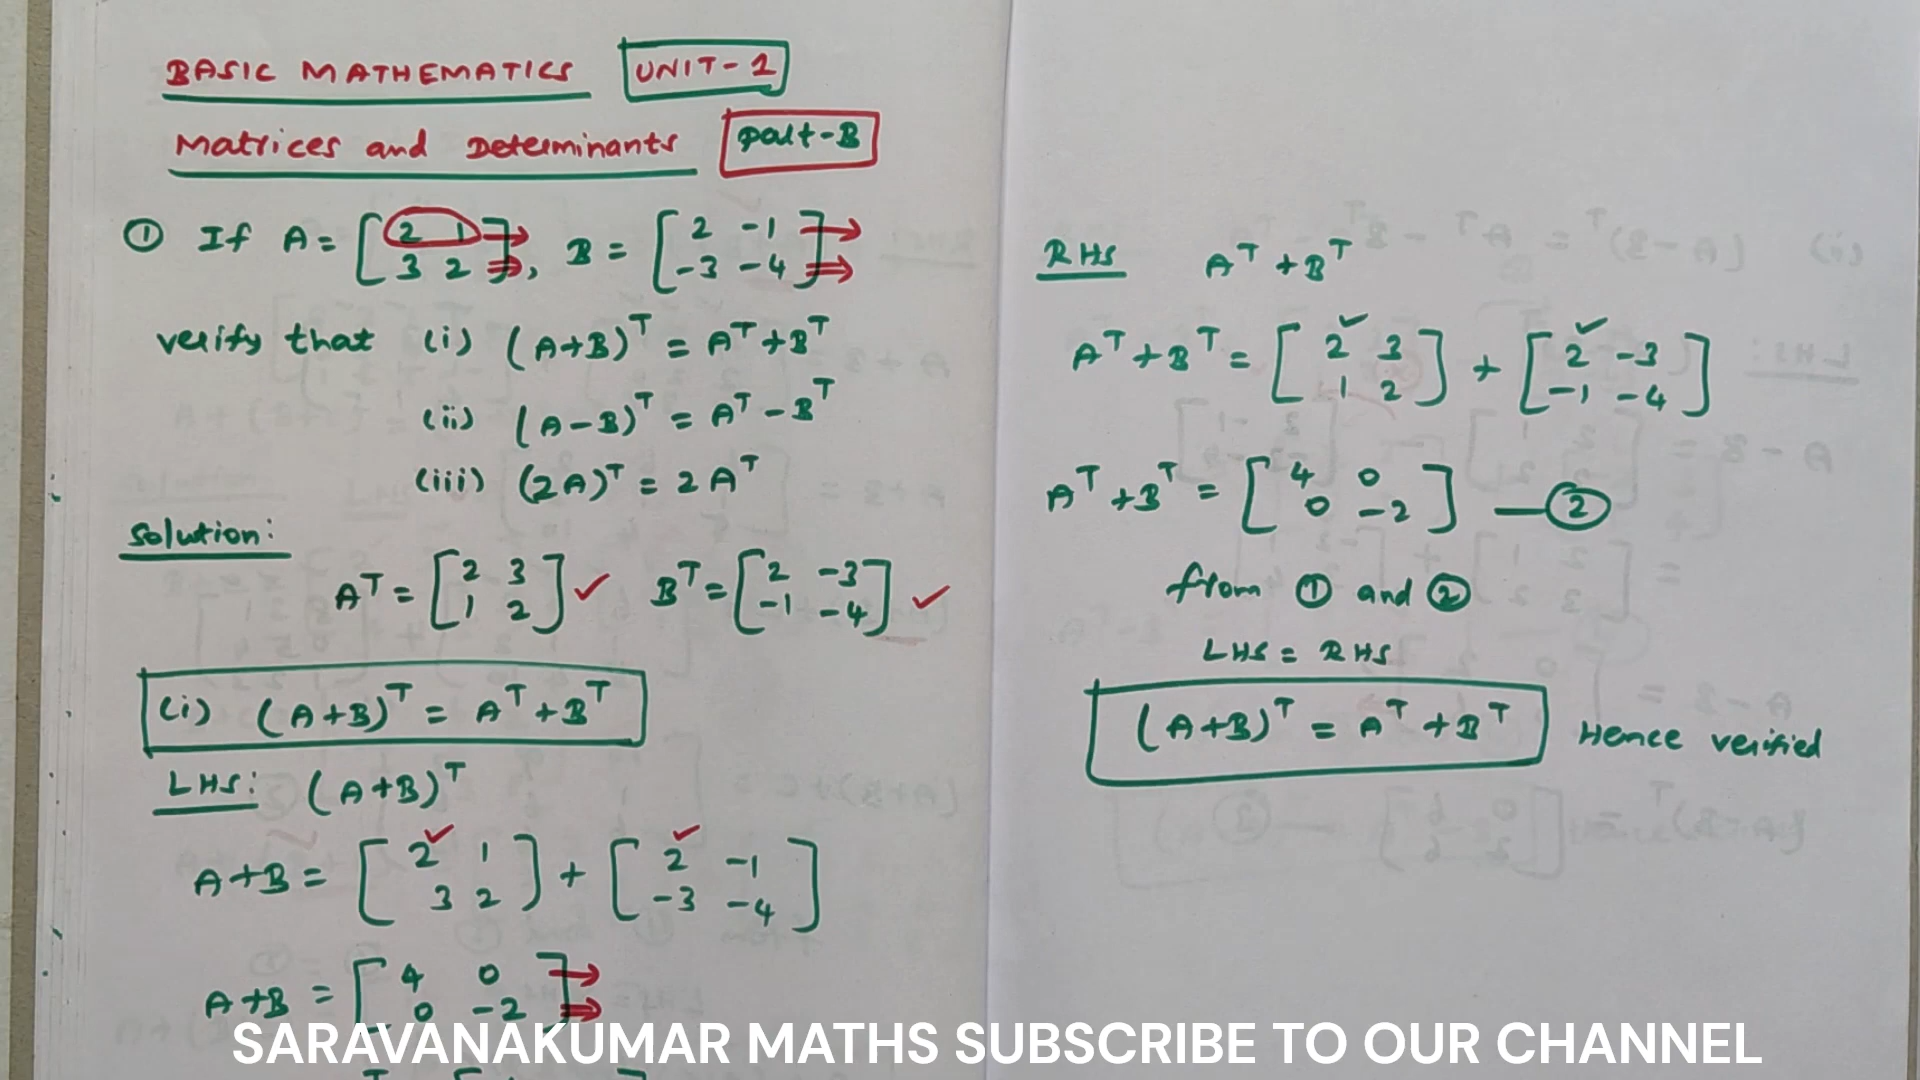 BASIC MATHEMATICS UNIT-1
Matrices and Determinants Part-B
① If A = [2 1; 3 2], B = [2 -1; -3 -4]
verify that (i) (A+B)^T = A^T + B^T
(ii) (A-B)^T = A^T - B^T
(iii) (2A)^T = 2A^T
Solution:
A^T = [2 3; 1 2] ✓ B^T = [2 -3; -1 -4] ✓
(i) (A+B)^T = A^T + B^T
LHS: (A+B)^T
A+B = [2 1; 3 2] + [2 -1; -3 -4]
A+B = [4 0; 0 -2]
RHS A^T + B^T
A^T + B^T = [2 3; 1 2] + [2 -3; -1 -4]
A^T + B^T = [4 0; 0 -2] — ②
from ① and ②
LHS = RHS
(A+B)^T = A^T + B^T Hence verified
SARAVANAKUMAR MATHS SUBSCRIBE TO OUR CHANNEL